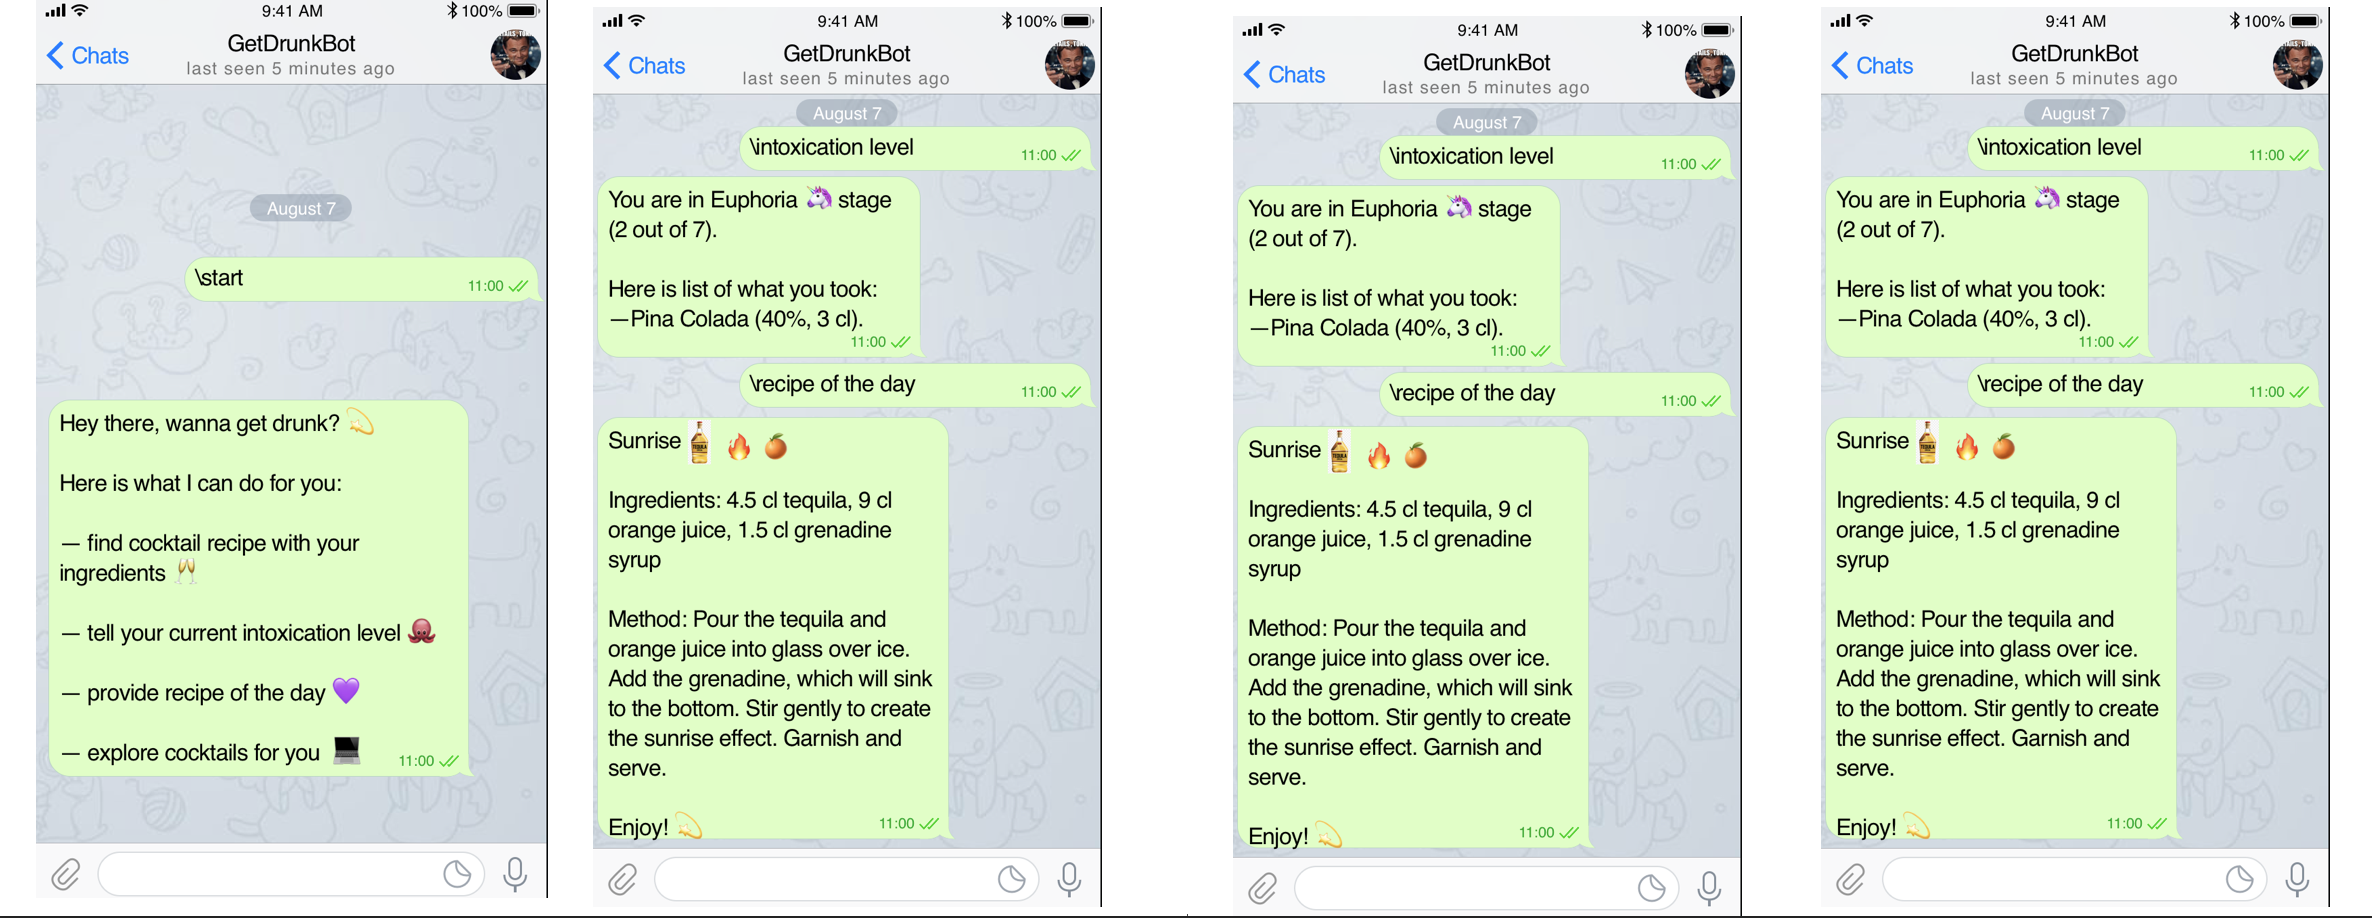 9:41 AM
100%
Chats
GetDrunkBot
last seen 5 minutes ago
August 7
\start
11:00
Hey there, wanna get drunk? 💫
Here is what I can do for you:
— find cocktail recipe with your
ingredients 🥂
— tell your current intoxication level 🐙
— provide recipe of the day 💜
— explore cocktails for you 💻
11:00
9:41 AM
100%
Chats
GetDrunkBot
last seen 5 minutes ago
August 7
\intoxication level
11:00
You are in Euphoria 🦄 stage
(2 out of 7).
Here is list of what you took:
—Pina Colada (40%, 3 cl).
11:00
\recipe of the day
11:00
Sunrise 🔥 🍊
TEQUILA
Ingredients: 4.5 cl tequila, 9 cl
orange juice, 1.5 cl grenadine
syrup
Method: Pour the tequila and
orange juice into glass over ice.
Add the grenadine, which will sink
to the bottom. Stir gently to create
the sunrise effect. Garnish and
serve.
Enjoy! 💫
11:00
9:41 AM
100%
Chats
GetDrunkBot
last seen 5 minutes ago
August 7
\intoxication level
11:00
You are in Euphoria 🦄 stage
(2 out of 7).
Here is list of what you took:
—Pina Colada (40%, 3 cl).
11:00
\recipe of the day
11:00
Sunrise 🔥 🍊
TEQUILA
Ingredients: 4.5 cl tequila, 9 cl
orange juice, 1.5 cl grenadine
syrup
Method: Pour the tequila and
orange juice into glass over ice.
Add the grenadine, which will sink
to the bottom. Stir gently to create
the sunrise effect. Garnish and
serve.
Enjoy! 💫
11:00
9:41 AM
100%
Chats
GetDrunkBot
last seen 5 minutes ago
August 7
\intoxication level
11:00
You are in Euphoria 🦄 stage
(2 out of 7).
Here is list of what you took:
—Pina Colada (40%, 3 cl).
11:00
\recipe of the day
11:00
Sunrise 🔥 🍊
TEQUILA
Ingredients: 4.5 cl tequila, 9 cl
orange juice, 1.5 cl grenadine
syrup
Method: Pour the tequila and
orange juice into glass over ice.
Add the grenadine, which will sink
to the bottom. Stir gently to create
the sunrise effect. Garnish and
serve.
Enjoy! 💫
11:00